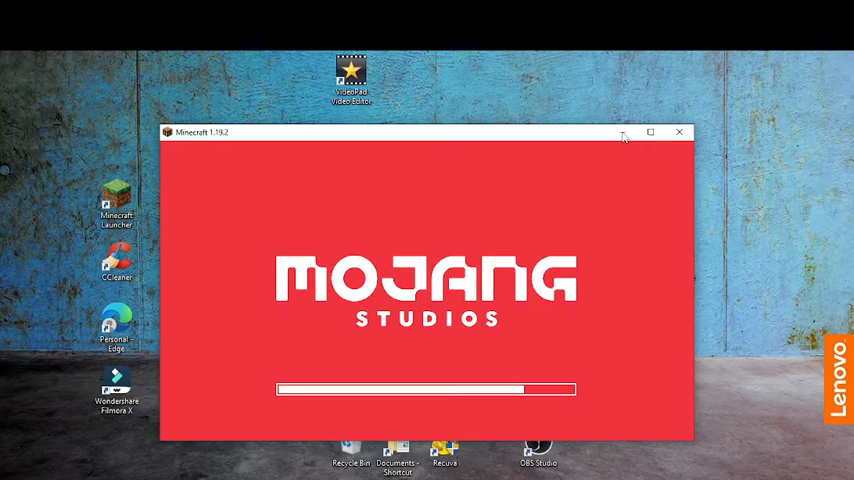 VideoPad
Video Editor
Minecraft 1.19.2
Minecraft
Launcher
CCleaner
MOJANG
STUDIOS
Personal -
Edge
Lenovo
Wondershare
Filmora X
Recycle Bin
Documents -
Shortcut
Recuva
OBS Studio